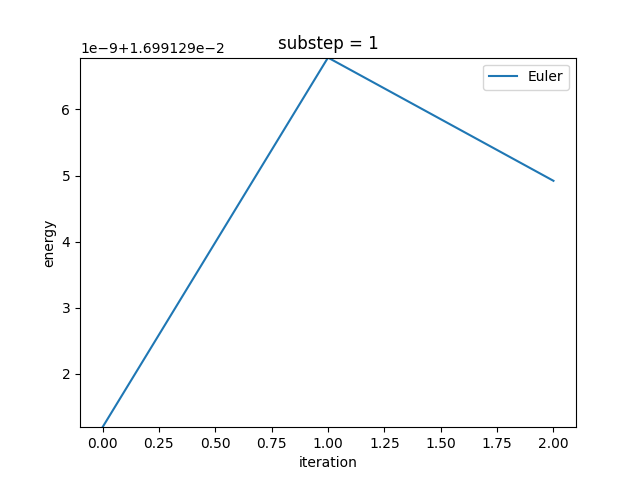 1e−9+1.699129e−2
substep = 1
Euler
6
5
4
3
2
energy
0.00 0.25 0.50 0.75 1.00 1.25 1.50 1.75 2.00
iteration